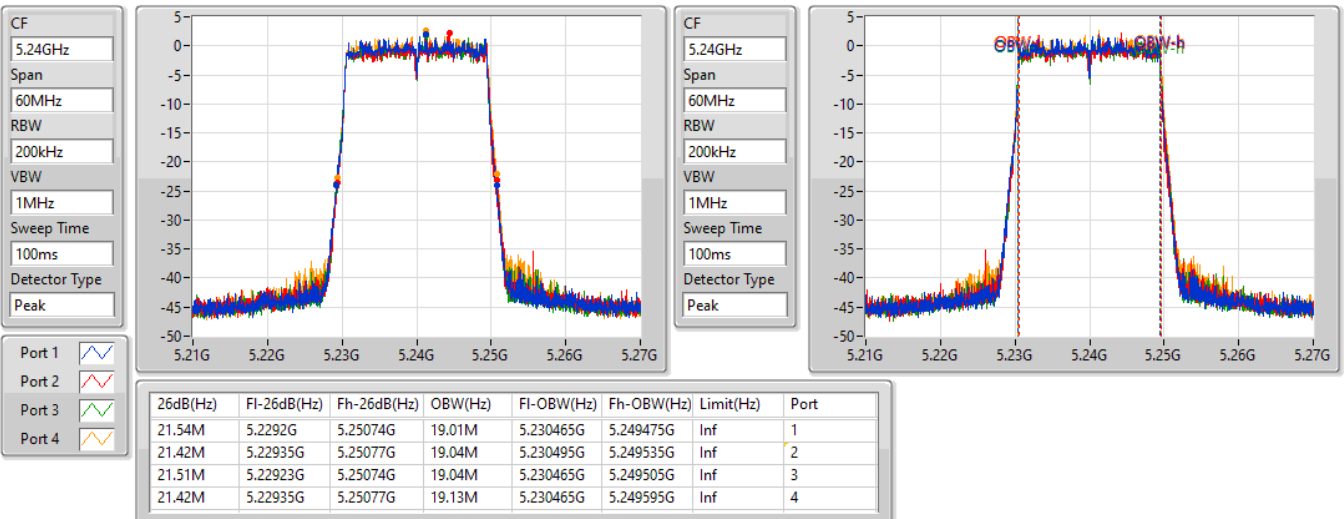 CF
5.24GHz
Span
60MHz
RBW
200kHz
VBW
1MHz
Sweep Time
100ms
Detector Type
Peak
Port 1
Port 2
Port 3
Port 4
5
0
-5
-10
-15
-20
-25
-30
-35
-40
-45
-50
5.21G 5.22G 5.23G 5.24G 5.25G 5.26G 5.27G
CF
5.24GHz
Span
60MHz
RBW
200kHz
VBW
1MHz
Sweep Time
100ms
Detector Type
Peak
5
0
-5
-10
-15
-20
-25
-30
-35
-40
-45
-50
OBW-h
5.21G 5.22G 5.23G 5.24G 5.25G 5.26G 5.27G
26dB(Hz) Fl-26dB(Hz) Fh-26dB(Hz) OBW(Hz) Fl-OBW(Hz) Fh-OBW(Hz) Limit(Hz) Port
21.54M 5.2292G 5.25074G 19.01M 5.230465G 5.249475G Inf 1
21.42M 5.22935G 5.25077G 19.04M 5.230495G 5.249535G Inf 2
21.51M 5.22923G 5.25074G 19.04M 5.230465G 5.249505G Inf 3
21.42M 5.22935G 5.25077G 19.13M 5.230465G 5.249595G Inf 4